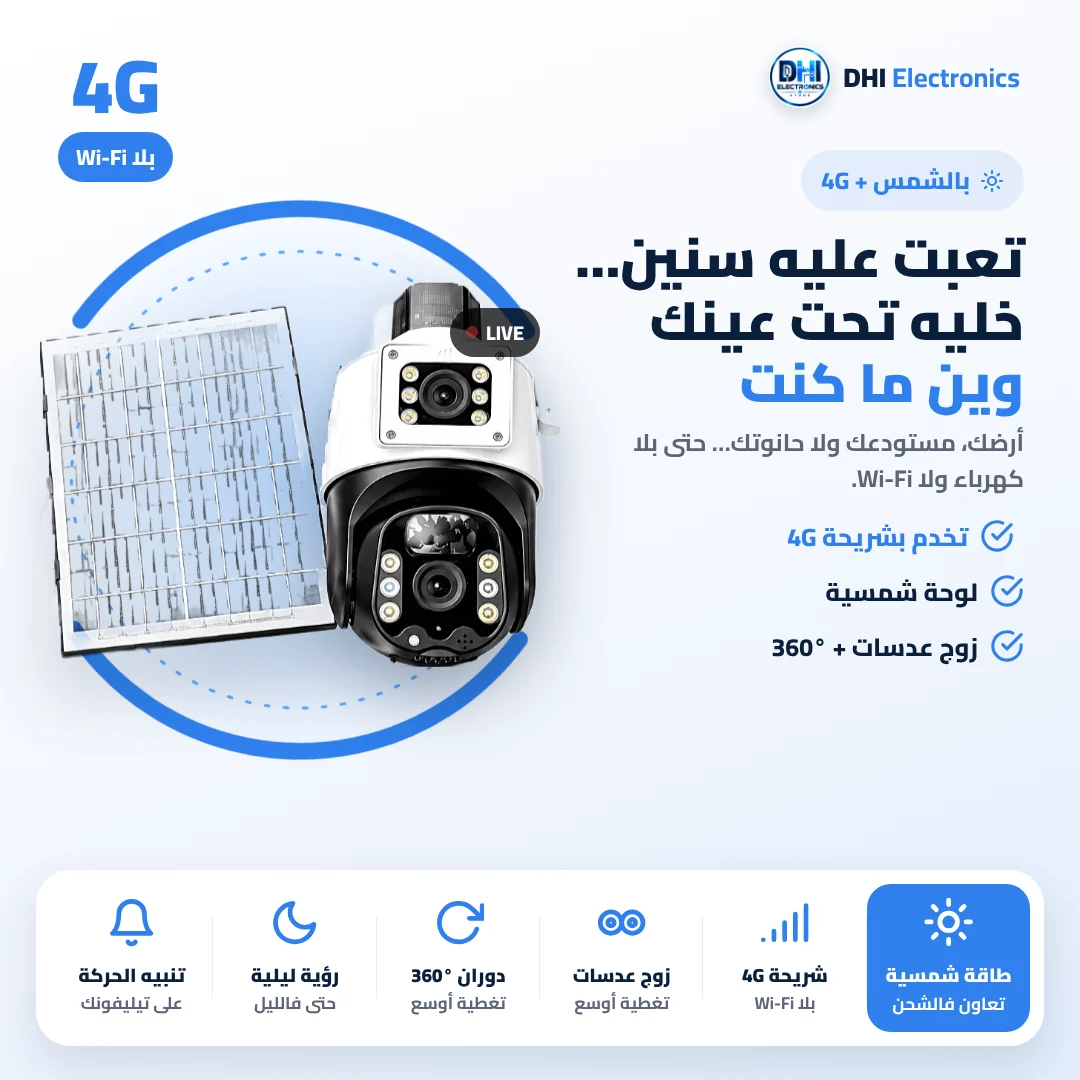 4G
بلا Wi-Fi
DHI
ELECTRONICS
STORE
DHI Electronics
بالشمس + 4G
تعبت عليه سنين...
خليه تحت عينك
وين ما كنت
أرضك، مستودعك ولا حانوتك... حتى بلا
كهرباء ولا Wi-Fi.
تخدم بشريحة 4G
لوحة شمسية
زوج عدسات + 360°
LIVE
طاقة شمسية
تعاون فالشحن
شريحة 4G
بلا Wi-Fi
زوج عدسات
تغطية أوسع
دوران 360°
تغطية أوسع
رؤية ليلية
حتى فالليل
تنبيه الحركة
على تيليفونك